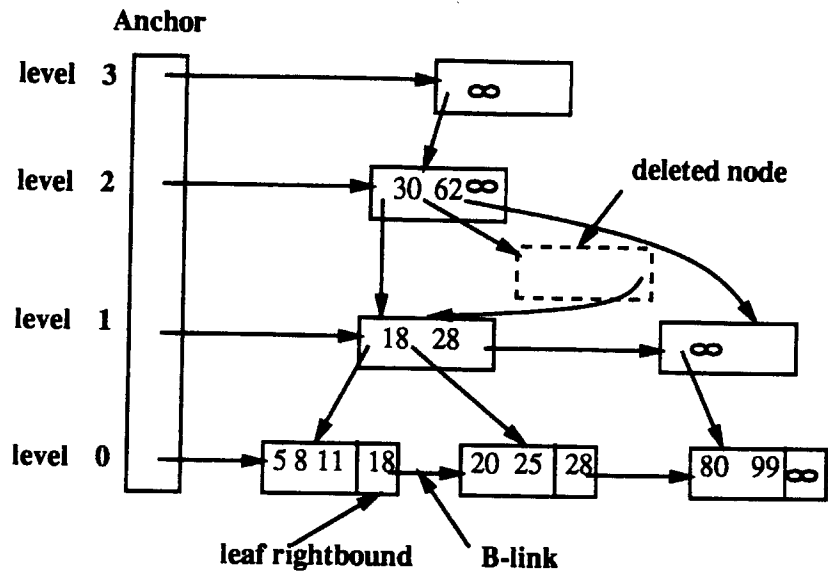 Anchor
level 3
∞
level 2
30 62 ∞
deleted node
level 1
18 28
∞
level 0
5 8 11 18
20 25 28
80 99 ∞
leaf rightbound
B-link